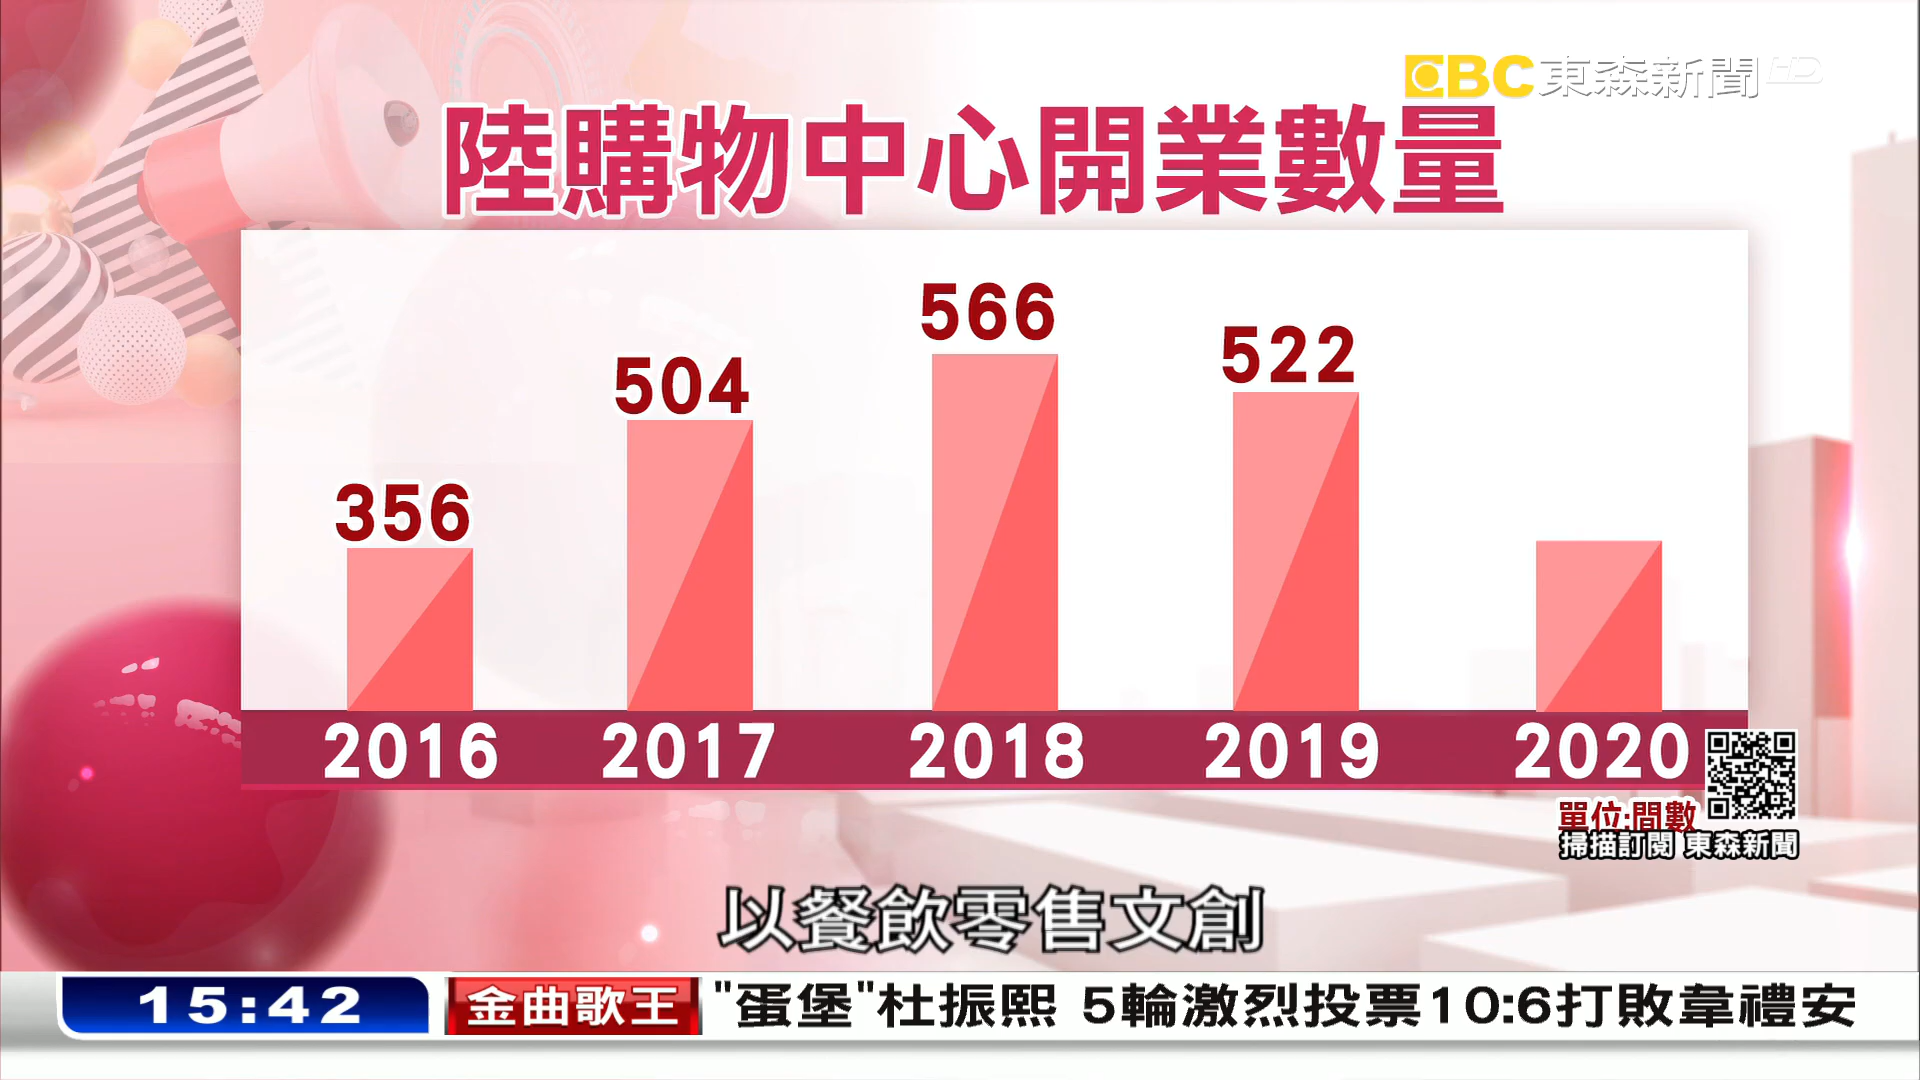 EBC東森新聞HD
陸購物中心開業數量
356
504
566
522
2016 2017 2018 2019 2020
單位:間數
掃描訂閱 東森新聞
以餐飲零售文創
15:42 金曲歌王 "蛋堡"杜振熙 5輪激烈投票10:6打敗韋禮安